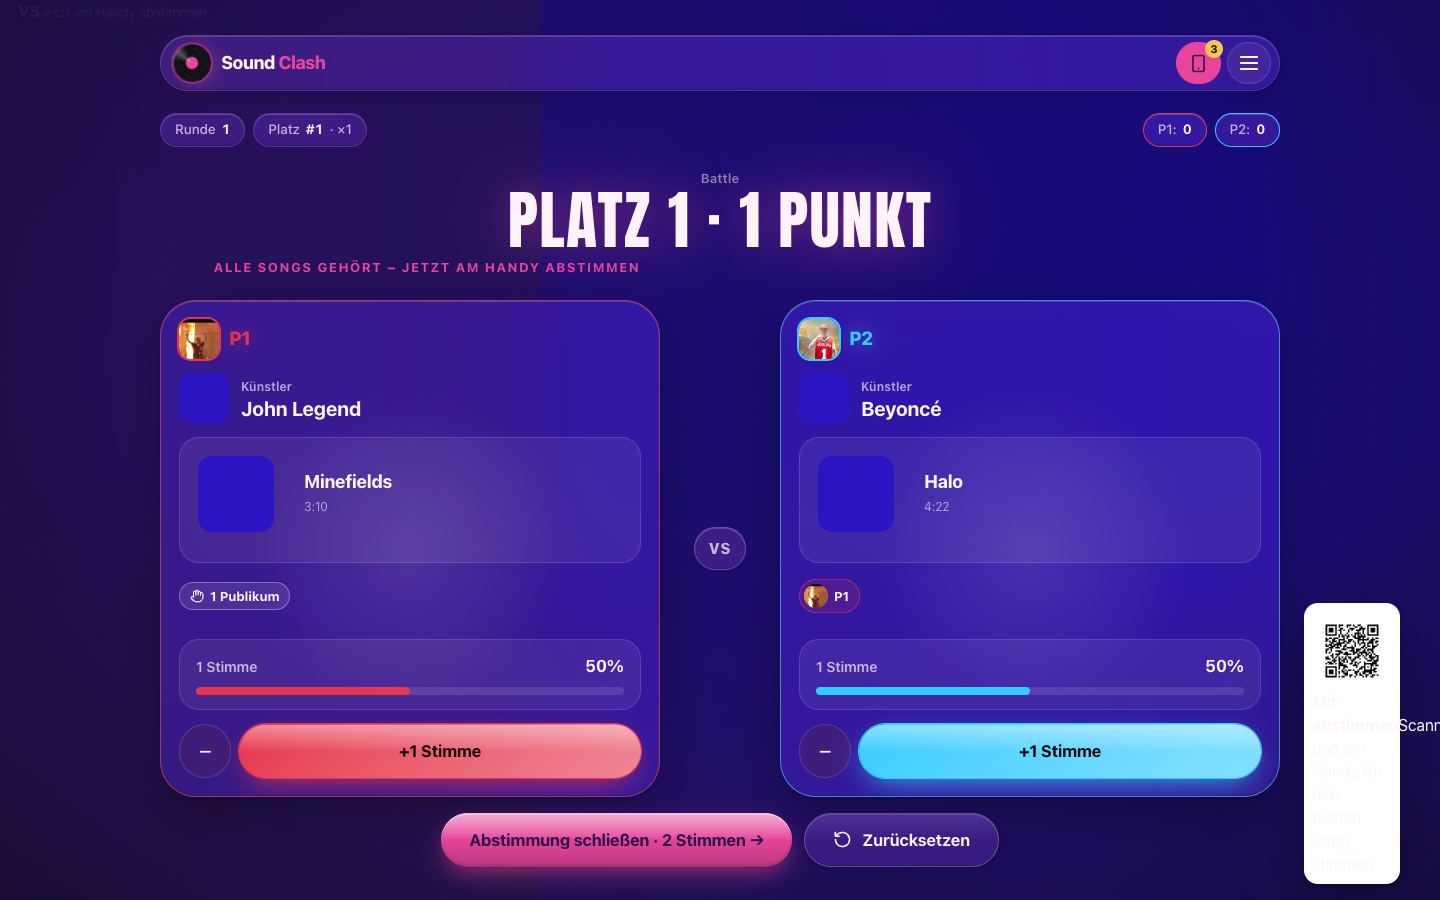 VS Jetzt am Handy abstimmen
Sound Clash
3
Runde 1
Platz #1 · ×1
P1: 0
P2: 0
Battle
PLATZ 1 · 1 PUNKT
ALLE SONGS GEHÖRT – JETZT AM HANDY ABSTIMMEN
P1
Künstler
John Legend
Minefields
3:10
1 Publikum
1 Stimme 50%
− +1 Stimme
VS
P2
Künstler
Beyoncé
Halo
4:22
P1
1 Stimme 50%
− +1 Stimme
Abstimmung schließen · 2 Stimmen →
Zurücksetzen
Mit
abstimmen Scann
und am
Handy für
den
besten
Song
stimmen